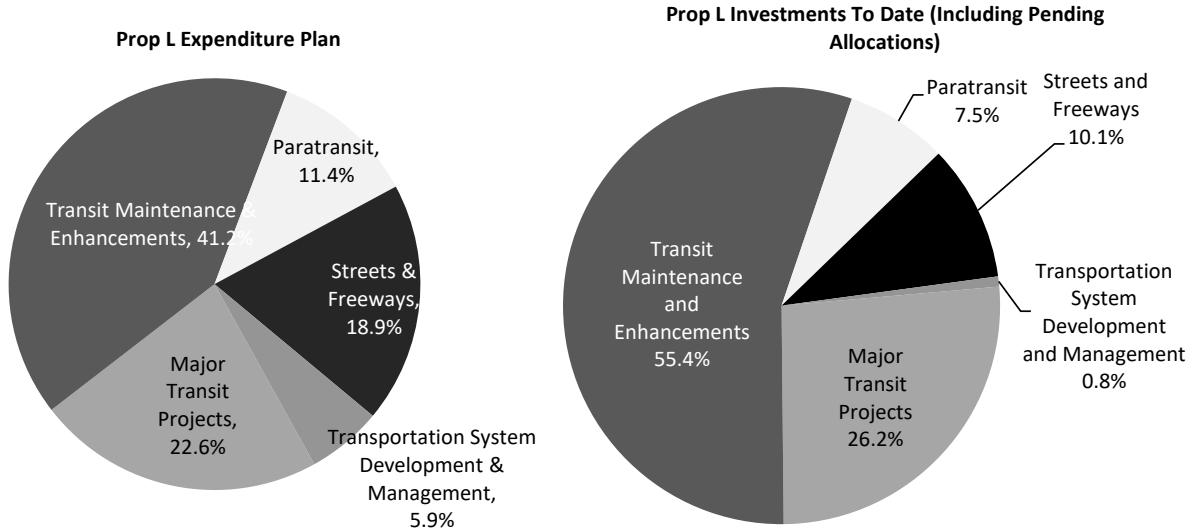 Prop L Expenditure Plan
Paratransit,
11.4%
Transit Maintenance &
Enhancements, 41.2%
Streets &
Freeways,
18.9%
Major
Transit
Projects,
22.6%
Transportation System
Development &
Management,
5.9%
Prop L Investments To Date (Including Pending
Allocations)
Paratransit
7.5%
Streets and
Freeways
10.1%
Transit
Maintenance
and
Enhancements
55.4%
Transportation
System
Development
and Management
0.8%
Major
Transit
Projects
26.2%